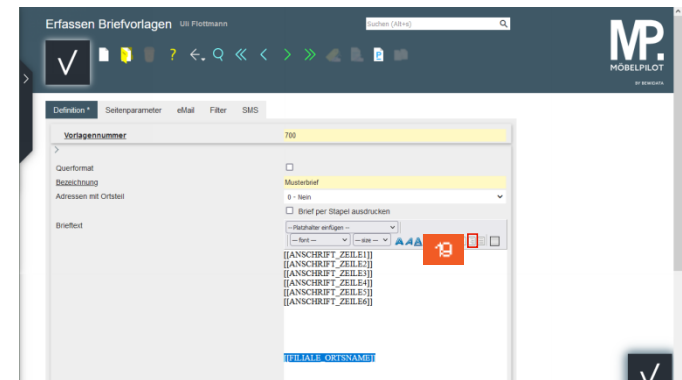 Erfassen Briefvorlagen Uli Flottmann
Suchen (Alt+s)
MP.
MÖBELPILOT
BY BEWIDATA
Definition * Seitenparameter eMail Filter SMS
Vorlagennummer 700
Querformat
Bezeichnung Musterbrief
Adressen mit Ortsteil 0 - Nein
Brief per Stapel ausdrucken
Brieftext -- Platzhalter einfügen --
-- font -- -- size -- A A A
19
[[ANSCHRIFT_ZEILE1]]
[[ANSCHRIFT_ZEILE2]]
[[ANSCHRIFT_ZEILE3]]
[[ANSCHRIFT_ZEILE4]]
[[ANSCHRIFT_ZEILE5]]
[[ANSCHRIFT_ZEILE6]]
[[FILIALE_ORTSNAME]]